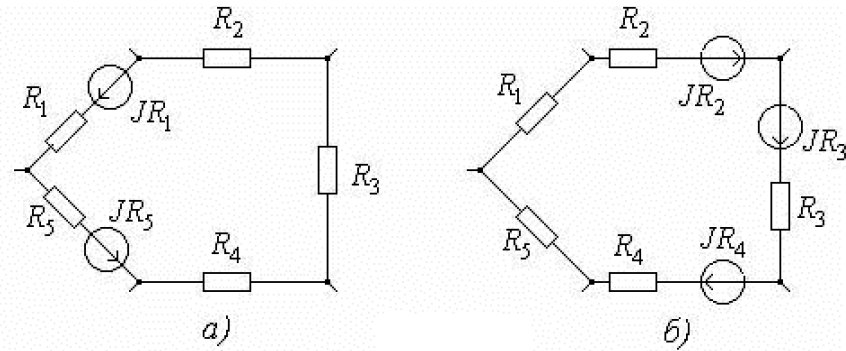 R₂
R₁
JR₁
R₃
R₅
JR₅
R₄
а)
R₂
JR₂
R₁
JR₃
R₃
R₅
R₄
JR₄
б)